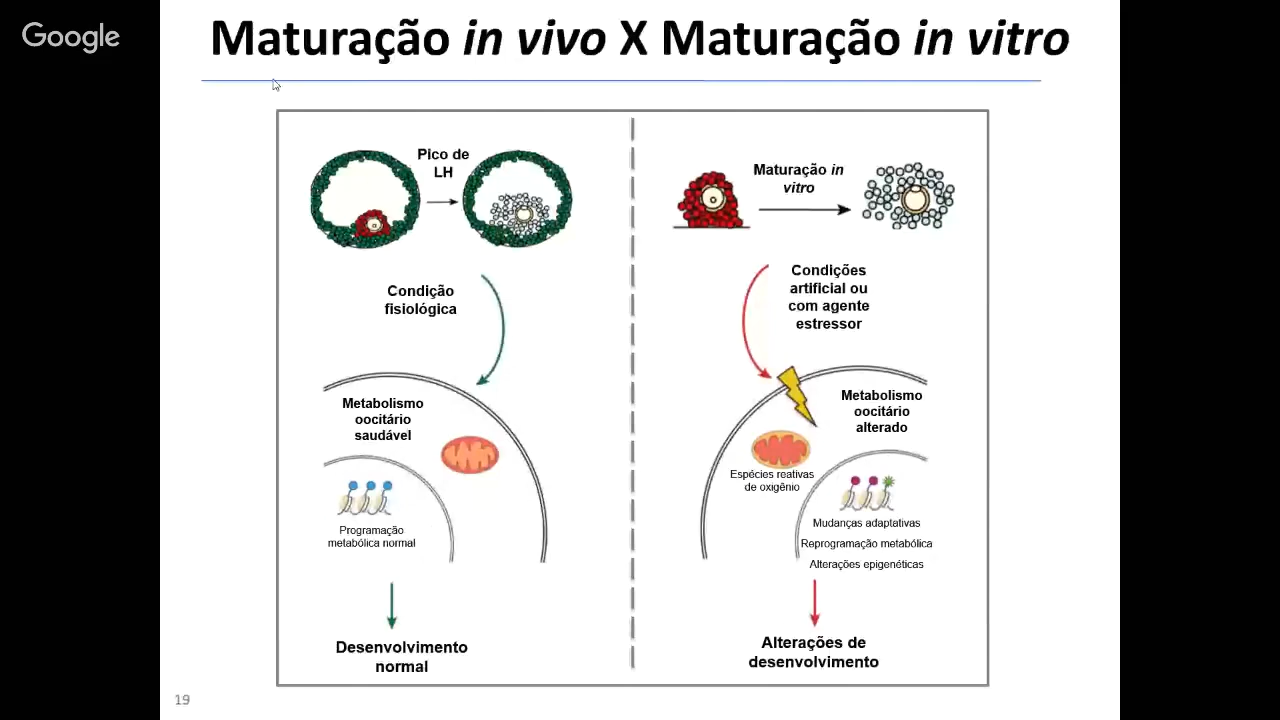 Google
Maturação in vivo X Maturação in vitro
Pico de
LH
Condição
fisiológica
Metabolismo
oocitário
saudável
Programação
metabólica normal
Desenvolvimento
normal
Maturação in
vitro
Condições
artificial ou
com agente
estressor
Metabolismo
oocitário
alterado
Espécies reativas
de oxigênio
Mudanças adaptativas
Reprogramação metabólica
Alterações epigenéticas
Alterações de
desenvolvimento
19